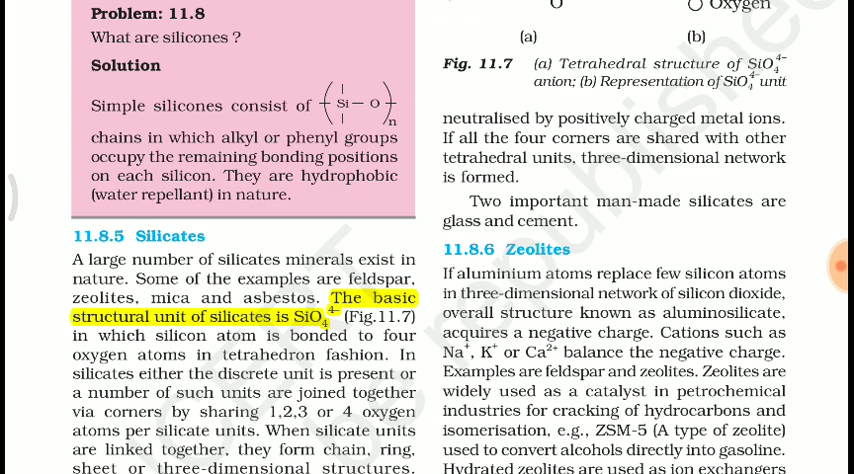 Problem: 11.8
What are silicones ?
Solution
Simple silicones consist of (Si — O)n
chains in which alkyl or phenyl groups
occupy the remaining bonding positions
on each silicon. They are hydrophobic
(water repellant) in nature.
11.8.5 Silicates
A large number of silicates minerals exist in
nature. Some of the examples are feldspar,
zeolites, mica and asbestos. The basic
structural unit of silicates is SiO₄⁴⁻ (Fig.11.7)
in which silicon atom is bonded to four
oxygen atoms in tetrahedron fashion. In
silicates either the discrete unit is present or
a number of such units are joined together
via corners by sharing 1,2,3 or 4 oxygen
atoms per silicate units. When silicate units
are linked together, they form chain, ring,
sheet or three-dimensional structures.
O
Oxygen
(a) (b)
Fig. 11.7 (a) Tetrahedral structure of SiO₄⁴⁻
anion; (b) Representation of SiO₄⁴⁻ unit
neutralised by positively charged metal ions.
If all the four corners are shared with other
tetrahedral units, three-dimensional network
is formed.
Two important man-made silicates are
glass and cement.
11.8.6 Zeolites
If aluminium atoms replace few silicon atoms
in three-dimensional network of silicon dioxide,
overall structure known as aluminosilicate,
acquires a negative charge. Cations such as
Na⁺, K⁺ or Ca²⁺ balance the negative charge.
Examples are feldspar and zeolites. Zeolites are
widely used as a catalyst in petrochemical
industries for cracking of hydrocarbons and
isomerisation, e.g., ZSM-5 (A type of zeolite)
used to convert alcohols directly into gasoline.
Hydrated zeolites are used as ion exchangers
be republished